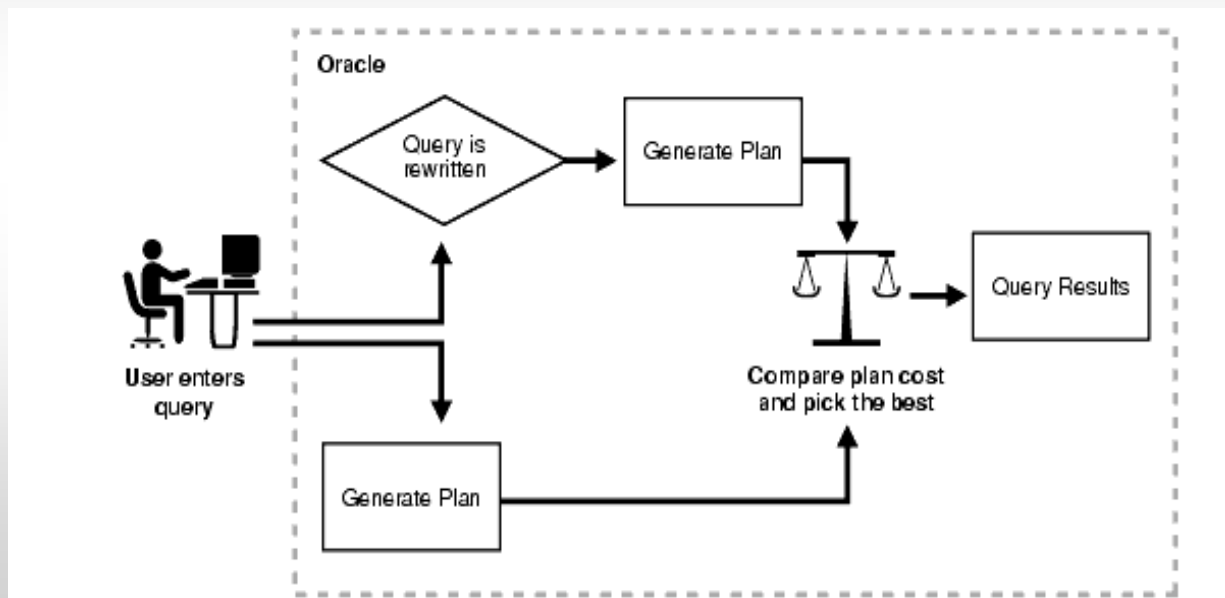 Oracle
Query is
rewritten
Generate Plan
Query Results
User enters
query
Compare plan cost
and pick the best
Generate Plan